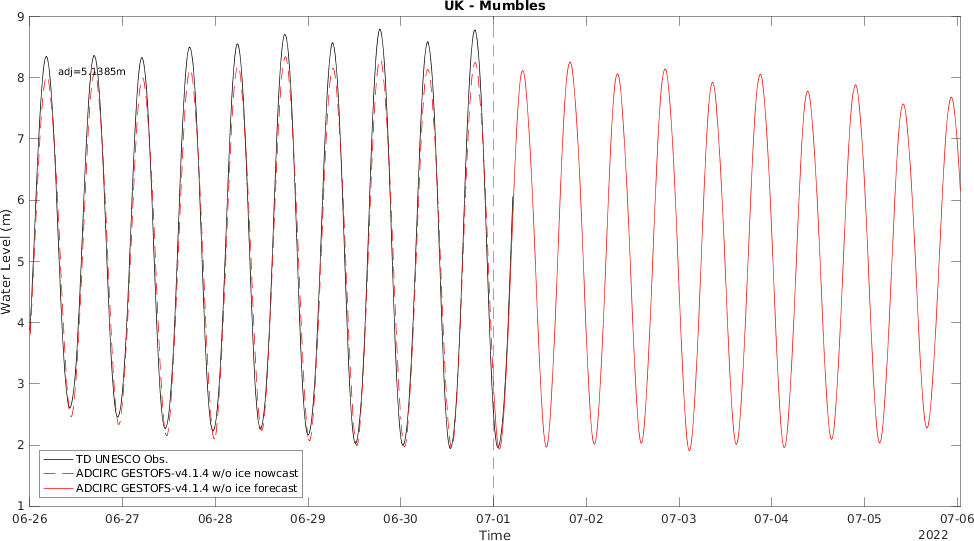 UK - Mumbles
9
8
7
6
5
4
3
2
1
Water Level (m)
adj=5.1385m
TD UNESCO Obs.
ADCIRC GESTOFS-v4.1.4 w/o ice nowcast
ADCIRC GESTOFS-v4.1.4 w/o ice forecast
06-26 06-27 06-28 06-29 06-30 07-01 07-02 07-03 07-04 07-05 07-06
Time
2022